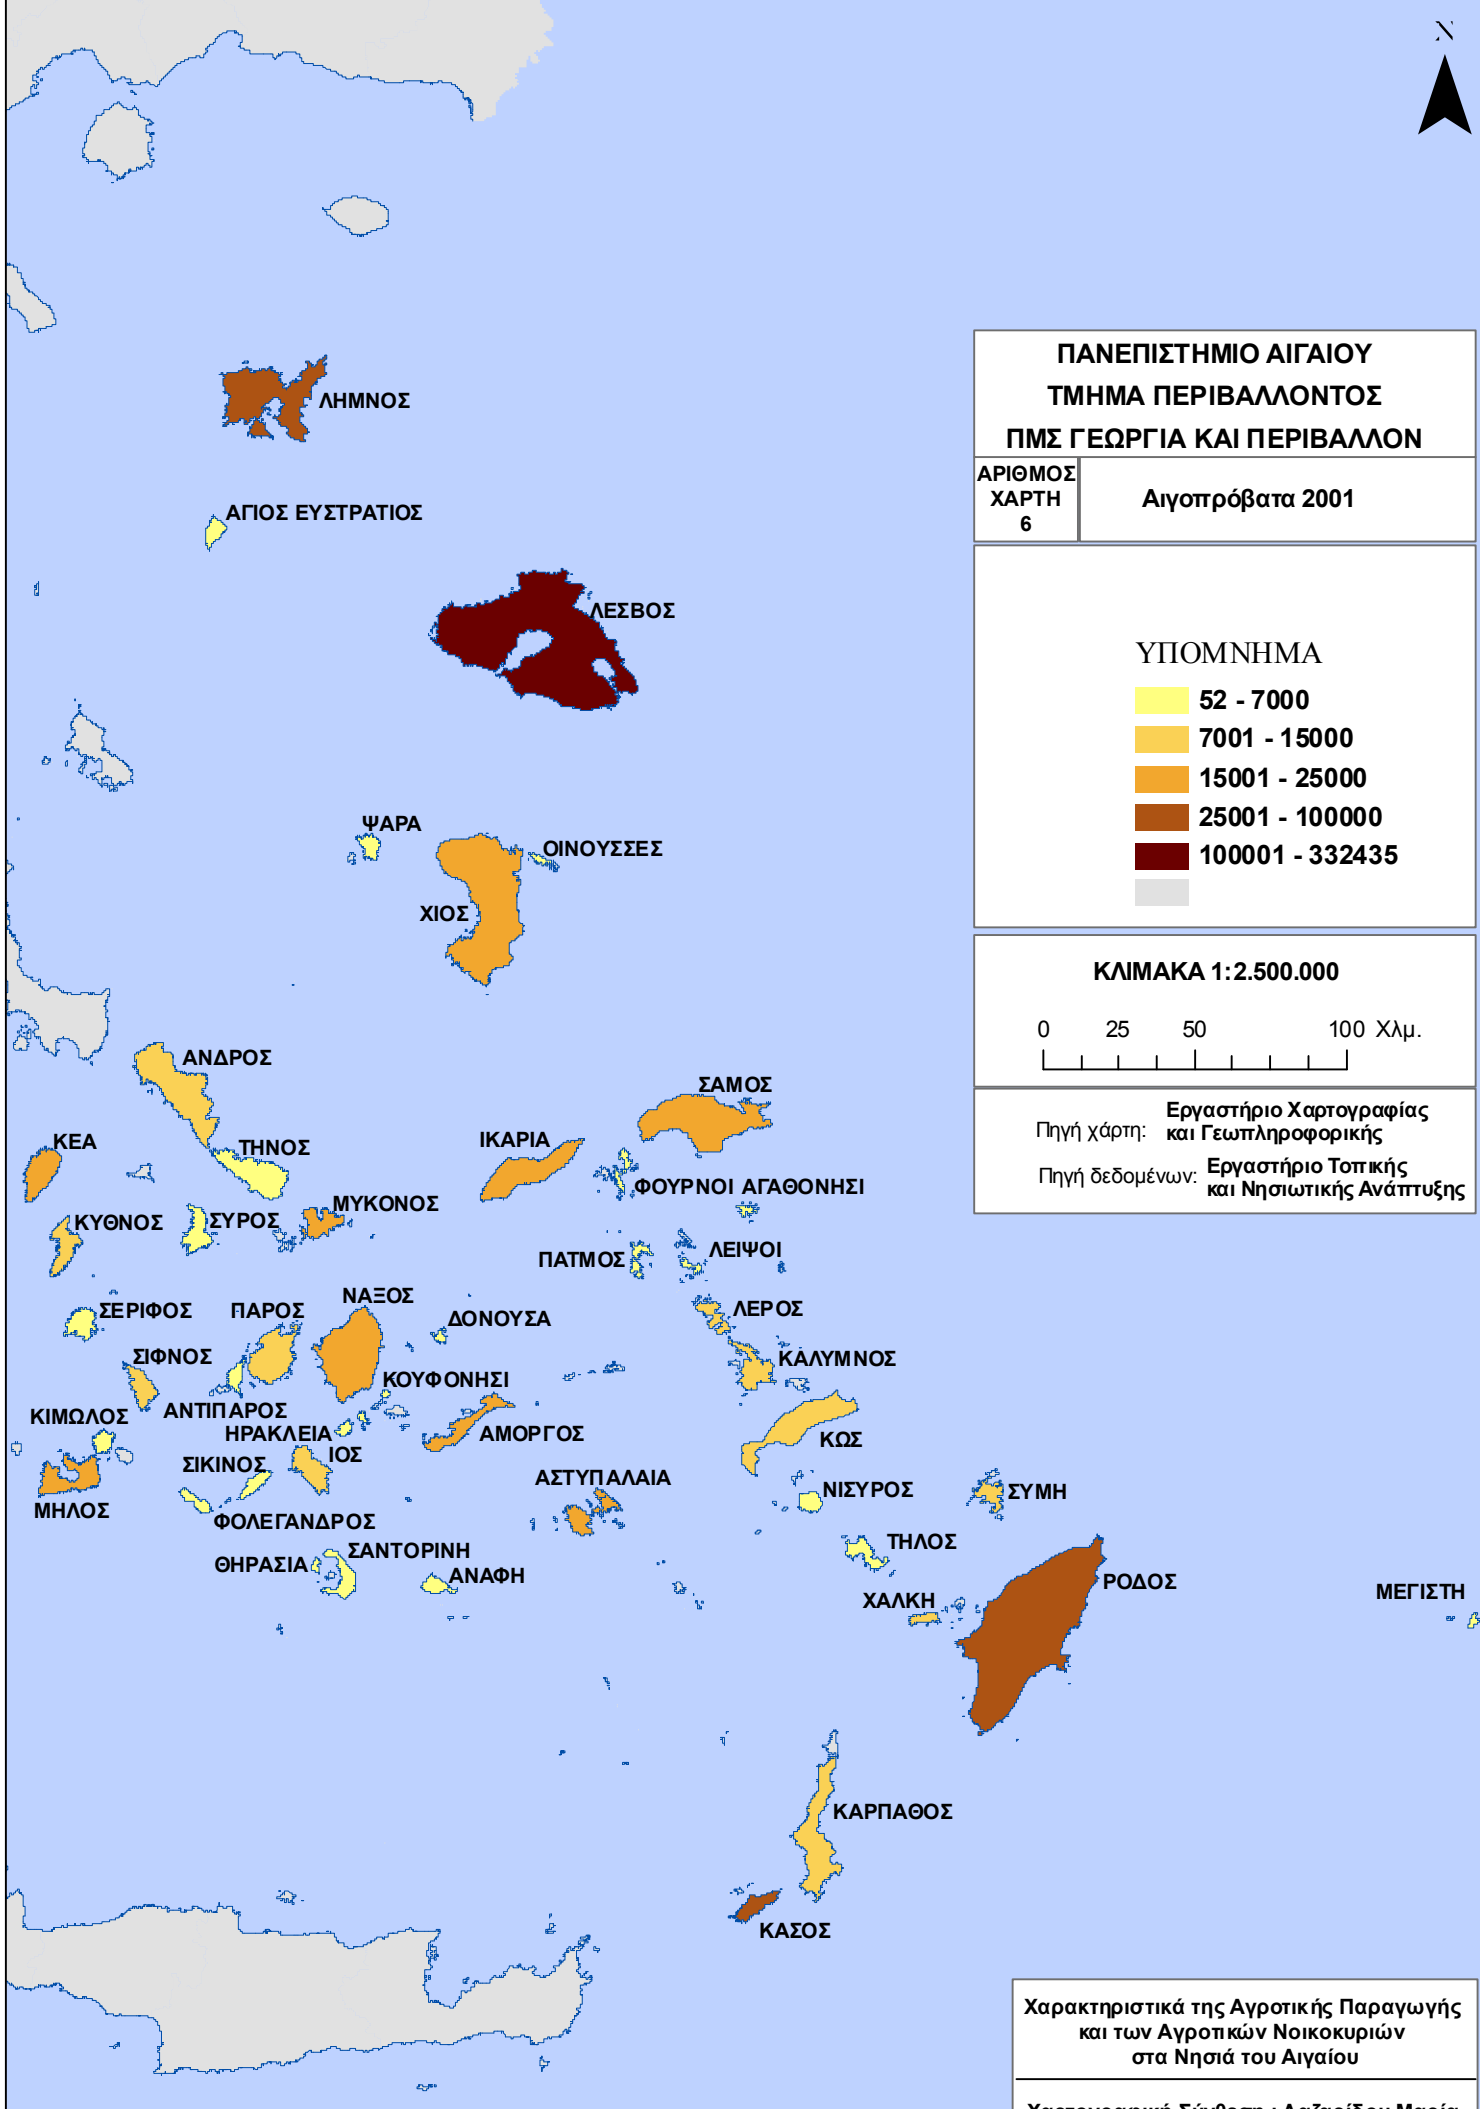 N
ΠΑΝΕΠΙΣΤΗΜΙΟ ΑΙΓΑΙΟΥ
ΤΜΗΜΑ ΠΕΡΙΒΑΛΛΟΝΤΟΣ
ΠΜΣ ΓΕΩΡΓΙΑ ΚΑΙ ΠΕΡΙΒΑΛΛΟΝ
ΑΡΙΘΜΟΣ
ΧΑΡΤΗ
6
Αιγοπρόβατα 2001
ΥΠΟΜΝΗΜΑ
52 - 7000
7001 - 15000
15001 - 25000
25001 - 100000
100001 - 332435
ΚΛΙΜΑΚΑ 1:2.500.000
0 25 50 100 Χλμ.
Πηγή χάρτη: Εργαστήριο Χαρτογραφίας
και Γεωπληροφορικής
Πηγή δεδομένων: Εργαστήριο Τοπικής
και Νησιωτικής Ανάπτυξης
ΛΗΜΝΟΣ
ΑΓΙΟΣ ΕΥΣΤΡΑΤΙΟΣ
ΛΕΣΒΟΣ
ΨΑΡΑ
ΟΙΝΟΥΣΣΕΣ
ΧΙΟΣ
ΑΝΔΡΟΣ
ΣΑΜΟΣ
ΚΕΑ
ΤΗΝΟΣ
ΙΚΑΡΙΑ
ΦΟΥΡΝΟΙ ΑΓΑΘΟΝΗΣΙ
ΜΥΚΟΝΟΣ
ΚΥΘΝΟΣ
ΣΥΡΟΣ
ΠΑΤΜΟΣ
ΛΕΙΨΟΙ
ΝΑΞΟΣ
ΣΕΡΙΦΟΣ
ΠΑΡΟΣ
ΔΟΝΟΥΣΑ
ΛΕΡΟΣ
ΣΙΦΝΟΣ
ΚΑΛΥΜΝΟΣ
ΚΟΥΦΟΝΗΣΙ
ΑΝΤΙΠΑΡΟΣ
ΚΙΜΩΛΟΣ
ΗΡΑΚΛΕΙΑ
ΑΜΟΡΓΟΣ
ΚΩΣ
ΙΟΣ
ΣΙΚΙΝΟΣ
ΑΣΤΥΠΑΛΑΙΑ
ΝΙΣΥΡΟΣ
ΣΥΜΗ
ΜΗΛΟΣ
ΦΟΛΕΓΑΝΔΡΟΣ
ΤΗΛΟΣ
ΣΑΝΤΟΡΙΝΗ
ΘΗΡΑΣΙΑ
ΑΝΑΦΗ
ΡΟΔΟΣ
ΜΕΓΙΣΤΗ
ΧΑΛΚΗ
ΚΑΡΠΑΘΟΣ
ΚΑΣΟΣ
Χαρακτηριστικά της Αγροτικής Παραγωγής
και των Αγροτικών Νοικοκυριών
στα Νησιά του Αιγαίου
Χαρτογραφική Σύνθεση : Λαζαρίδου Μαρία